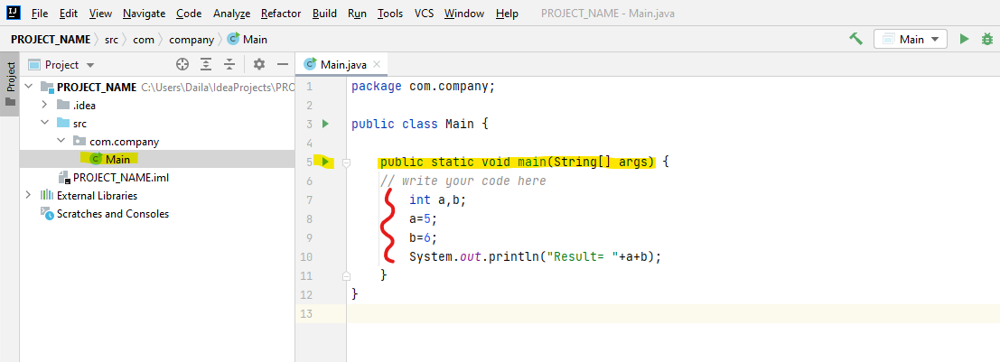 IJ File Edit View Navigate Code Analyze Refactor Build Run Tools VCS Window Help PROJECT_NAME - Main.java
PROJECT_NAME src com company C Main Main
Project
Project
PROJECT_NAME C:\Users\Daila\IdeaProjects\PRO
.idea
src
com.company
C Main
PROJECT_NAME.iml
External Libraries
Scratches and Consoles
C Main.java
1 package com.company;
2
3 public class Main {
4
5 public static void main(String[] args) {
6 // write your code here
7 int a,b;
8 a=5;
9 b=6;
10 System.out.println("Result= "+a+b);
11 }
12 }
13